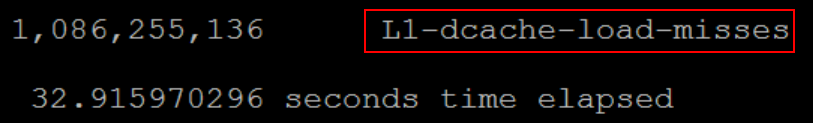 1,086,255,136 L1-dcache-load-misses
32.915970296 seconds time elapsed